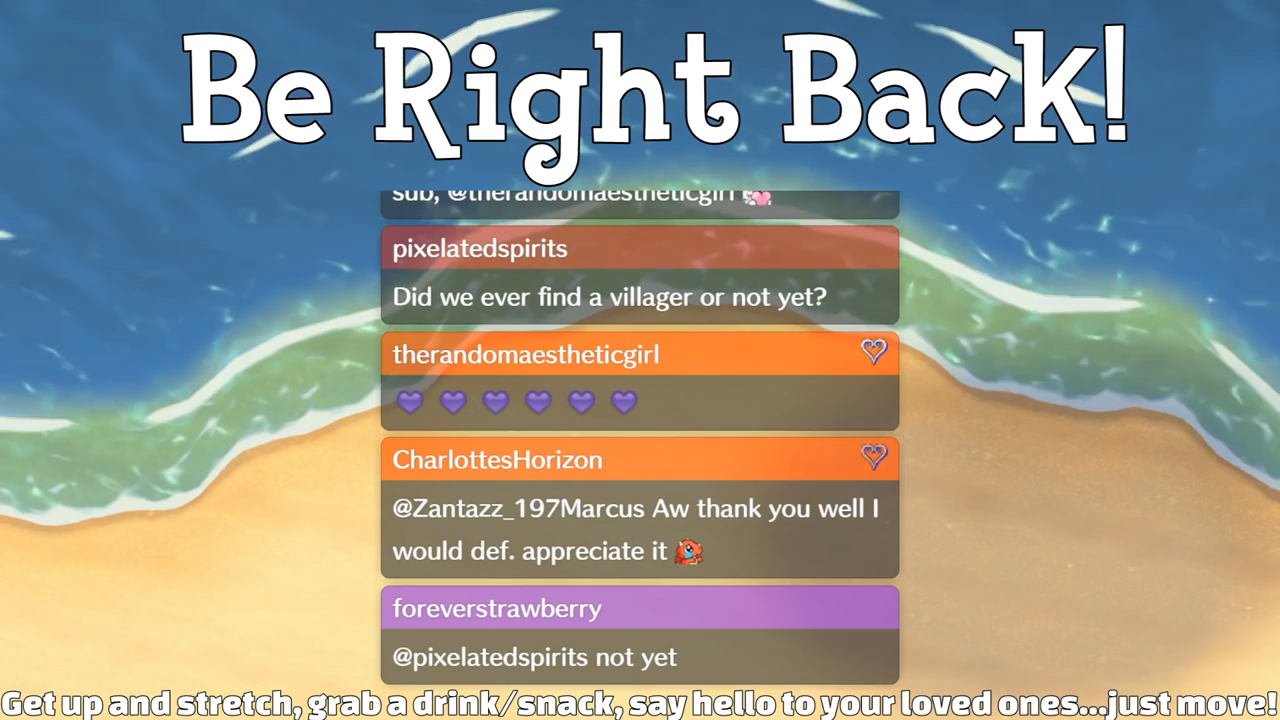 Be Right Back!
sub, @therandomaestheticgirl
pixelatedspirits
Did we ever find a villager or not yet?
therandomaestheticgirl
💜 💜 💜 💜 💜 💜
CharlottesHorizon
@Zantazz_197Marcus Aw thank you well I
would def. appreciate it
foreverstrawberry
@pixelatedspirits not yet
Get up and stretch, grab a drink/snack, say hello to your loved ones...just move!